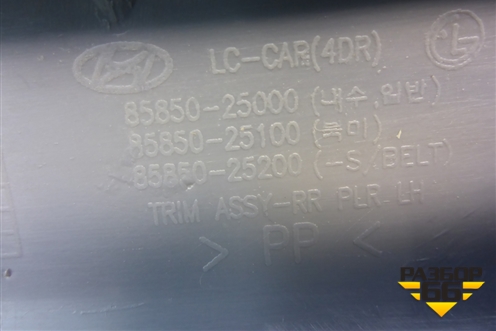 LC-CAR(4DR)
85850-25000 (내수,일반)
85850-25100 (북미)
85850-25200 (-S/BELT)
TRIM ASSY-RR PLR LH
> PP <
РАЗБОР
66